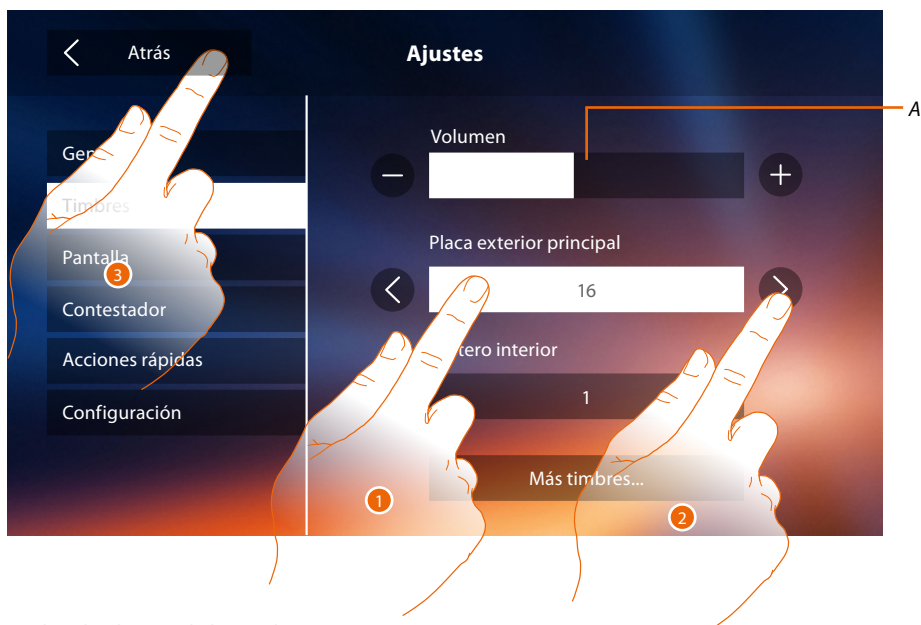 Atrás
Ajustes
A
Volumen
Timbres
Placa exterior principal
Pantalla
3
16
Contestador
interior
Acciones rápidas
1
Configuración
Más timbres...
1
2